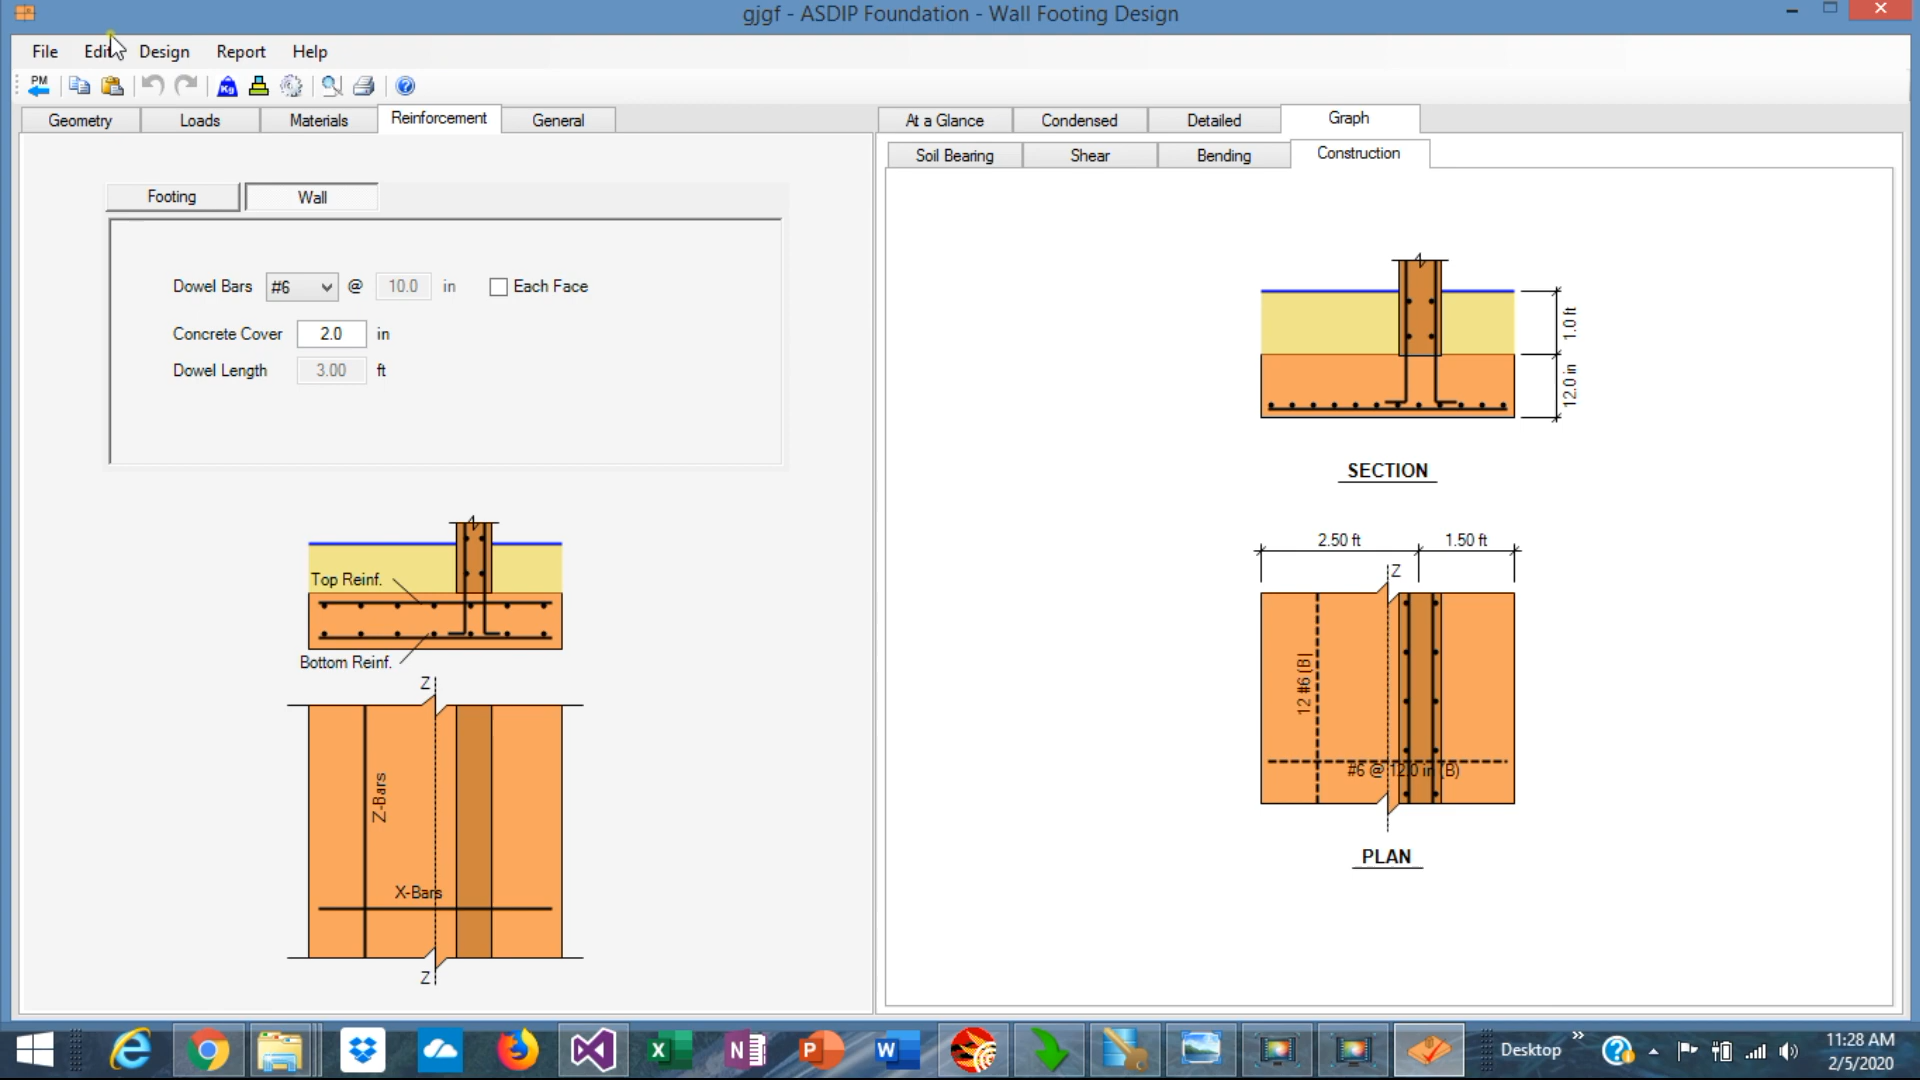 gjgf - ASDIP Foundation - Wall Footing Design
File Edit Design Report Help
PM
Kg
Geometry Loads Materials Reinforcement General
At a Glance Condensed Detailed Graph
Soil Bearing Shear Bending Construction
Footing Wall
Dowel Bars #6 @ 10.0 in Each Face
Concrete Cover 2.0 in
Dowel Length 3.00 ft
Top Reinf.
Bottom Reinf.
Z
Z-Bars
X-Bars
Z
1.0 ft
12.0 in
SECTION
2.50 ft 1.50 ft
Z
12 #6 (B)
#6 @ 12.0 in (B)
PLAN
Desktop
11:28 AM
2/5/2020